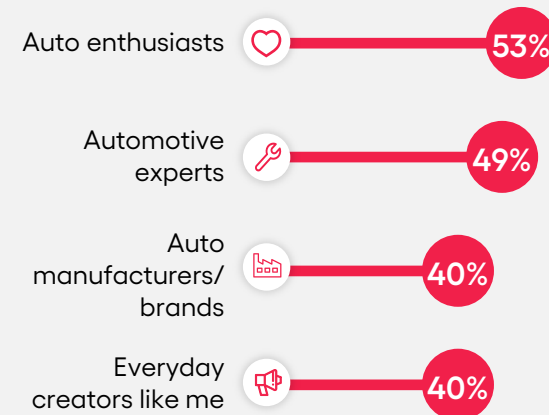 Auto enthusiasts 53%
Automotive
experts 49%
Auto
manufacturers/
brands 40%
Everyday
creators like me 40%